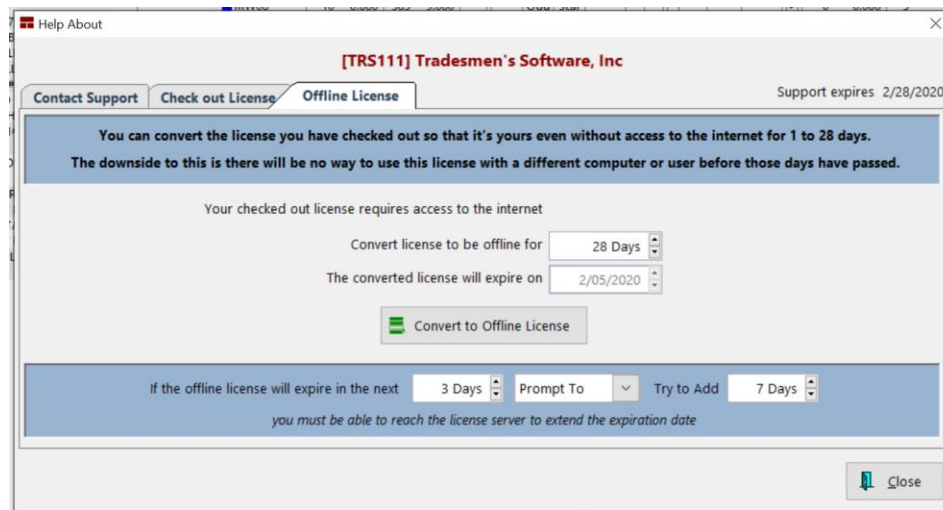 Help About
[TRS111] Tradesmen's Software, Inc
Contact Support Check out License Offline License Support expires 2/28/2020
You can convert the license you have checked out so that it's yours even without access to the internet for 1 to 28 days.
The downside to this is there will be no way to use this license with a different computer or user before those days have passed.
Your checked out license requires access to the internet
Convert license to be offline for 28 Days
The converted license will expire on 2/05/2020
Convert to Offline License
If the offline license will expire in the next 3 Days Prompt To Try to Add 7 Days
you must be able to reach the license server to extend the expiration date
Close